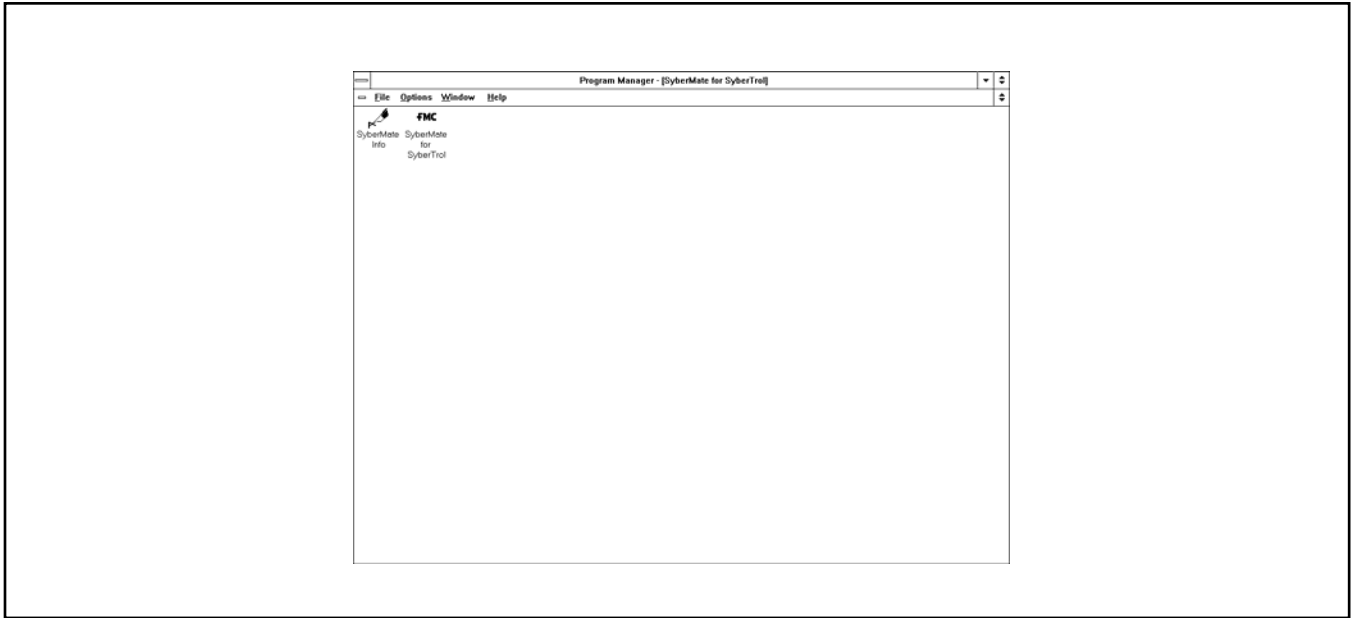 Program Manager - [SyberMate for SyberTrol]
File Options Window Help
FMC
SyberMate Info
SyberMate for SyberTrol